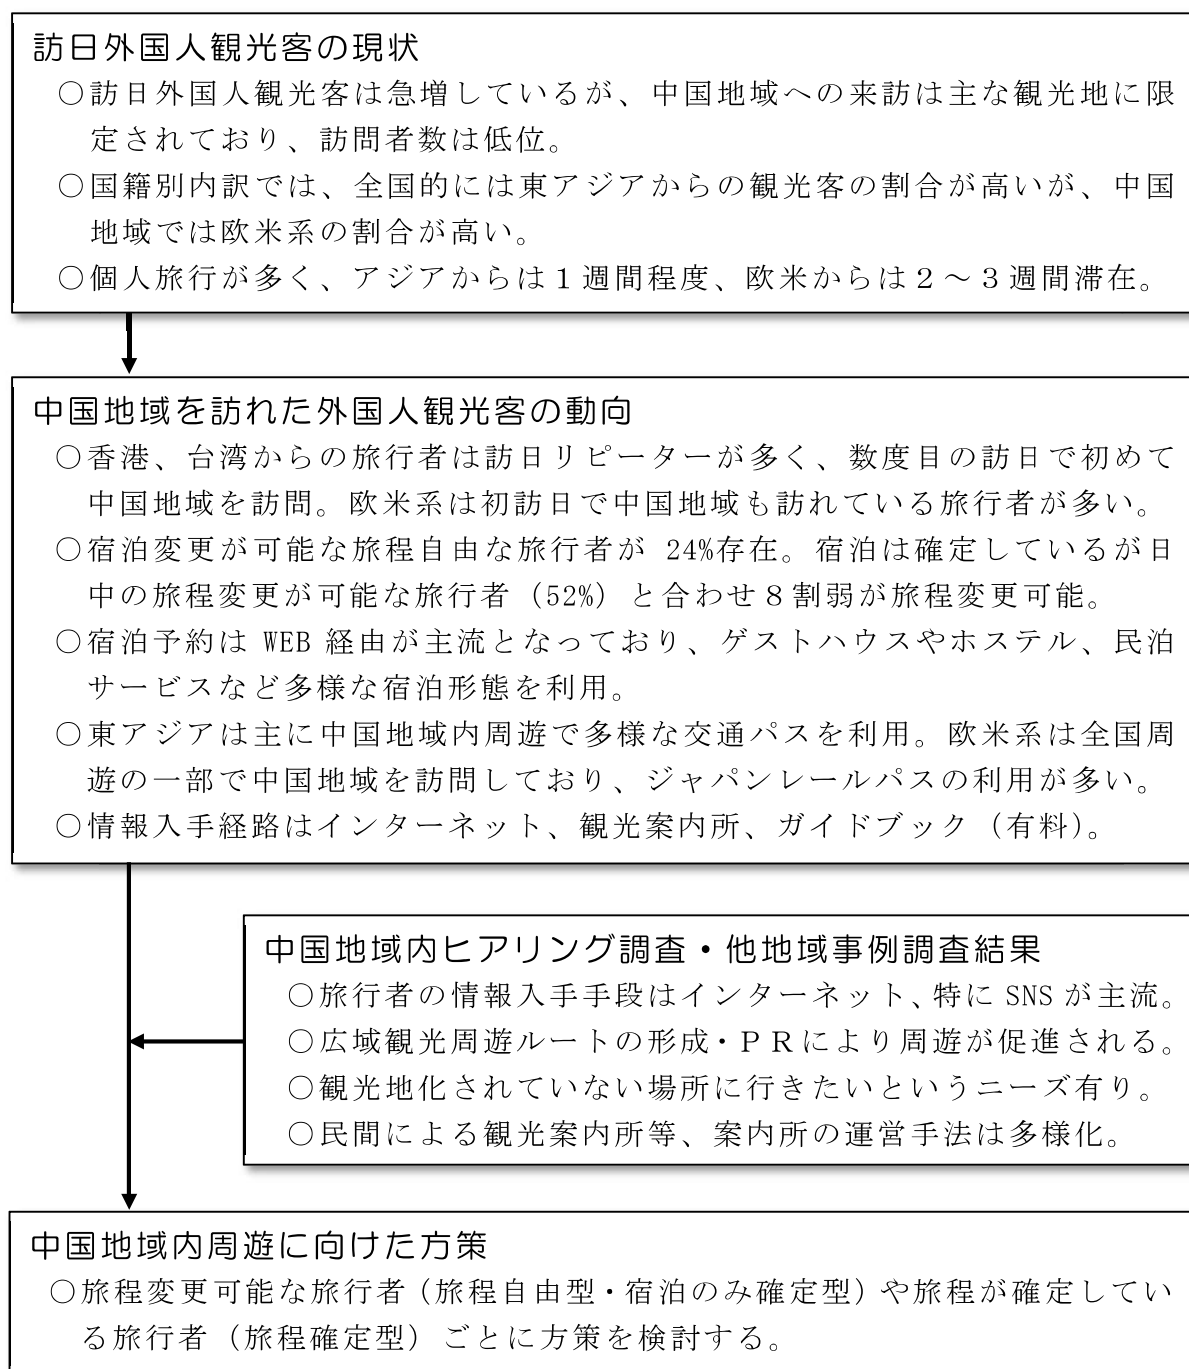 訪日外国人観光客の現状
○訪日外国人観光客は急増しているが、中国地域への来訪は主な観光地に限
定されており、訪問者数は低位。
○国籍別内訳では、全国的には東アジアからの観光客の割合が高いが、中国
地域では欧米系の割合が高い。
○個人旅行が多く、アジアからは１週間程度、欧米からは２～３週間滞在。
中国地域を訪れた外国人観光客の動向
○香港、台湾からの旅行者は訪日リピーターが多く、数度目の訪日で初めて
中国地域を訪問。欧米系は初訪日で中国地域も訪れている旅行者が多い。
○宿泊変更が可能な旅程自由な旅行者が 24%存在。宿泊は確定しているが日
中の旅程変更が可能な旅行者（52%）と合わせ８割弱が旅程変更可能。
○宿泊予約は WEB 経由が主流となっており、ゲストハウスやホステル、民泊
サービスなど多様な宿泊形態を利用。
○東アジアは主に中国地域内周遊で多様な交通パスを利用。欧米系は全国周
遊の一部で中国地域を訪問しており、ジャパンレールパスの利用が多い。
○情報入手経路はインターネット、観光案内所、ガイドブック（有料）。
中国地域内ヒアリング調査・他地域事例調査結果
○旅行者の情報入手手段はインターネット、特に SNS が主流。
○広域観光周遊ルートの形成・ＰＲにより周遊が促進される。
○観光地化されていない場所に行きたいというニーズ有り。
○民間による観光案内所等、案内所の運営手法は多様化。
中国地域内周遊に向けた方策
○旅程変更可能な旅行者（旅程自由型・宿泊のみ確定型）や旅程が確定してい
る旅行者（旅程確定型）ごとに方策を検討する。